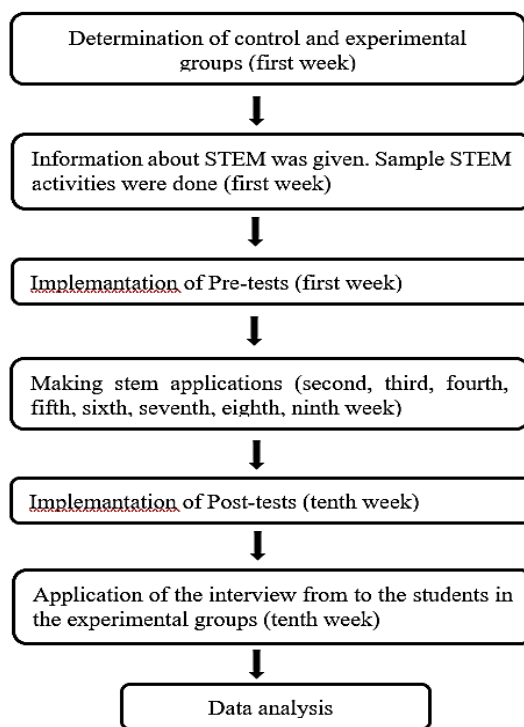 Determination of control and experimental
groups (first week)
Information about STEM was given. Sample STEM
activities were done (first week)
Implemantation of Pre-tests (first week)
Making stem applications (second, third, fourth,
fifth, sixth, seventh, eighth, ninth week)
Implemantation of Post-tests (tenth week)
Application of the interview from to the students in
the experimental groups (tenth week)
Data analysis